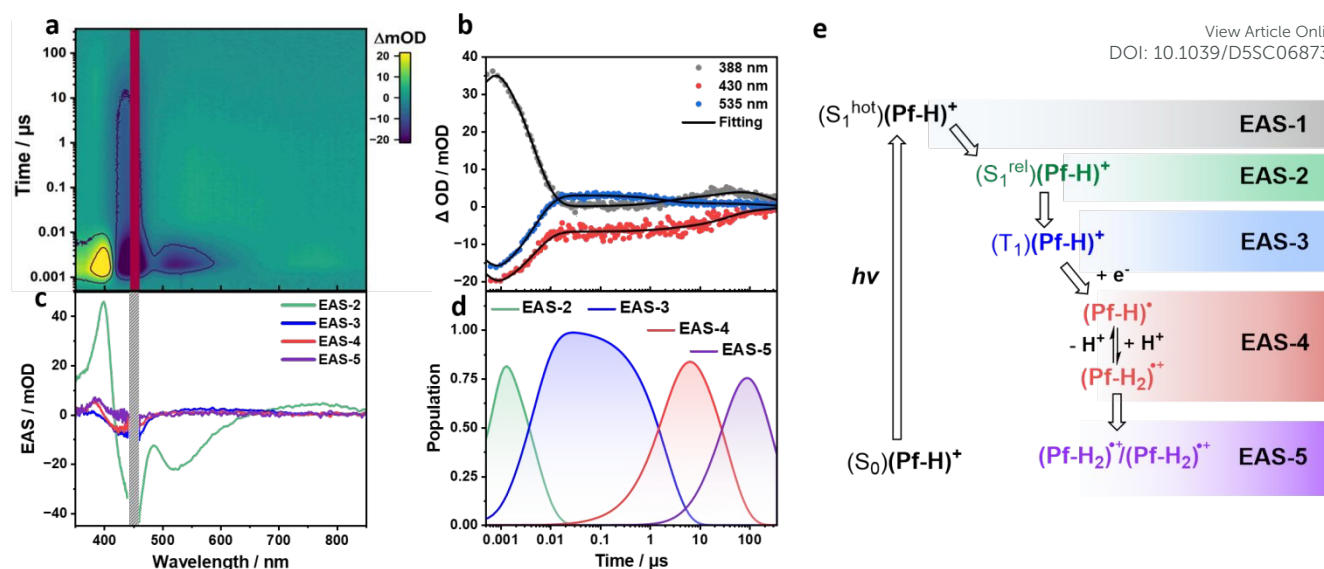 a
100
10
1
0.1
0.01
0.001
Time / µs
ΔmOD
20
10
0
−10
−20
c
EAS-2
EAS-3
EAS-4
EAS-5
40
20
0
-20
-40
EAS / mOD
400
500
600
700
800
Wavelength / nm
b
40
30
20
10
0
−10
−20
Δ OD / mOD
388 nm
430 nm
535 nm
Fitting
d
EAS-2
EAS-3
EAS-4
EAS-5
1.00
0.75
0.50
0.25
0.00
Population
0.001
0.01
0.1
1
10
100
Time / µs
e
View Article Onli
DOI: 10.1039/D5SC06873
(S₁ʰᵒᵗ)(Pf-H)⁺
EAS-1
(S₁ʳᵉˡ)(Pf-H)⁺
EAS-2
(T₁)(Pf-H)⁺
EAS-3
+ e⁻
hν
(Pf-H)•
- H⁺
+ H⁺
EAS-4
(Pf-H₂)•⁺
(Pf-H₂)•⁺/(Pf-H₂)•⁺
EAS-5
(S₀)(Pf-H)⁺